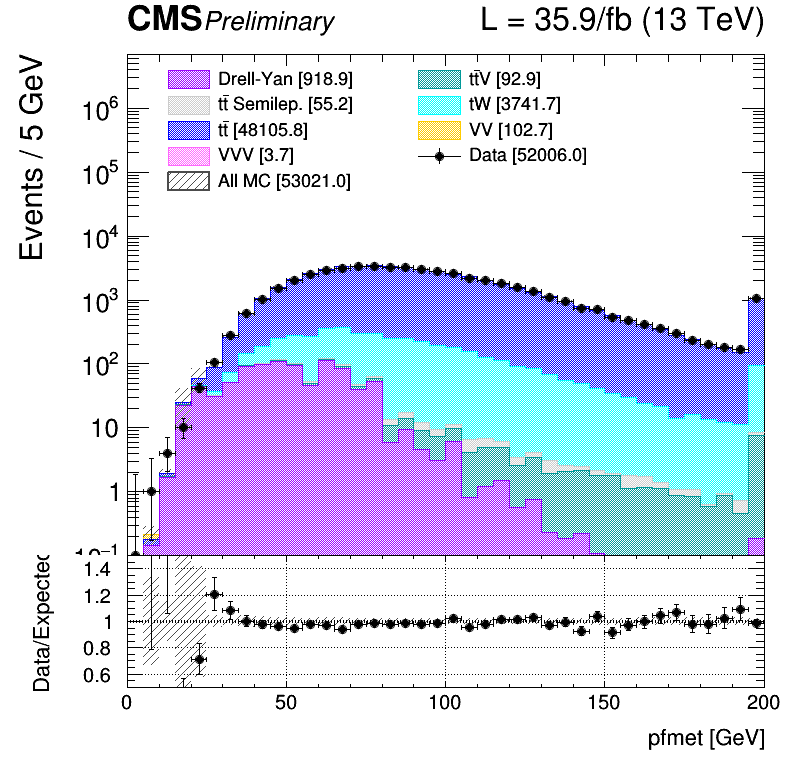 CMS Preliminary L = 35.9/fb (13 TeV)
Events / 5 GeV
Drell-Yan [918.9] tt̄V [92.9]
tt̄ Semilep. [55.2] tW [3741.7]
tt̄ [48105.8] VV [102.7]
VVV [3.7] Data [52006.0]
All MC [53021.0]
10⁶
10⁵
10⁴
10³
10²
10
1
10⁻¹
Data/Expected
1.4
1.2
1
0.8
0.6
0 50 100 150 200
pfmet [GeV]